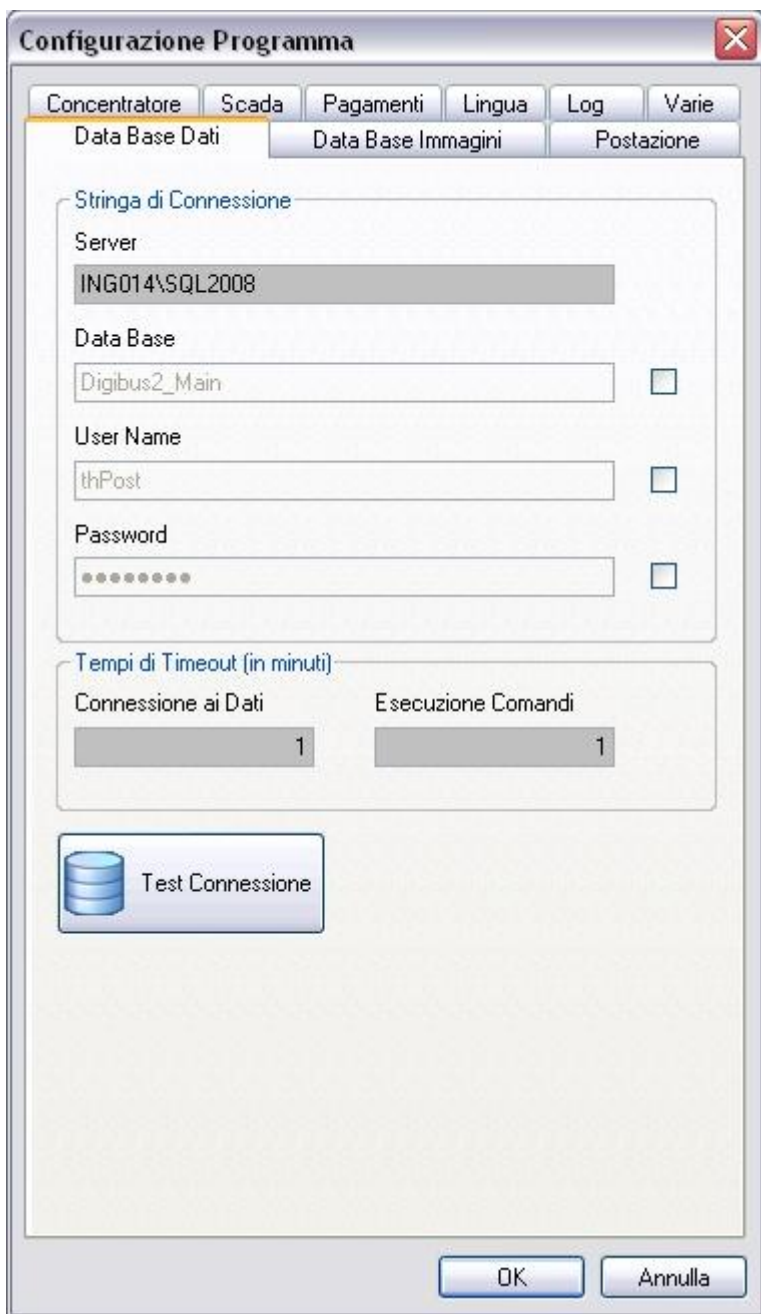 Configurazione Programma
Concentratore Scada Pagamenti Lingua Log Varie
Data Base Dati Data Base Immagini Postazione
Stringa di Connessione
Server
ING014\SQL2008
Data Base
Digibus2_Main
User Name
thPost
Password
●●●●●●●●
Tempi di Timeout (in minuti)
Connessione ai Dati Esecuzione Comandi
1 1
Test Connessione
OK Annulla